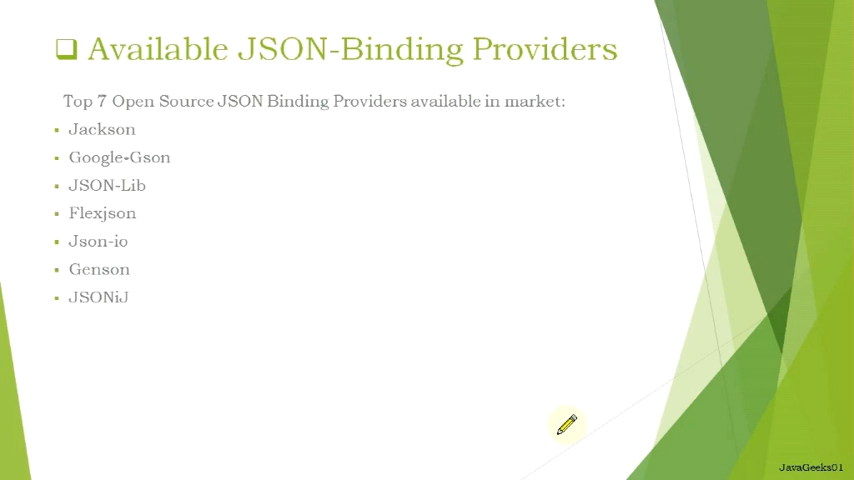 Available JSON-Binding Providers
Top 7 Open Source JSON Binding Providers available in market:
Jackson
Google-Gson
JSON-Lib
Flexjson
Json-io
Genson
JSONiJ
JavaGeeks01